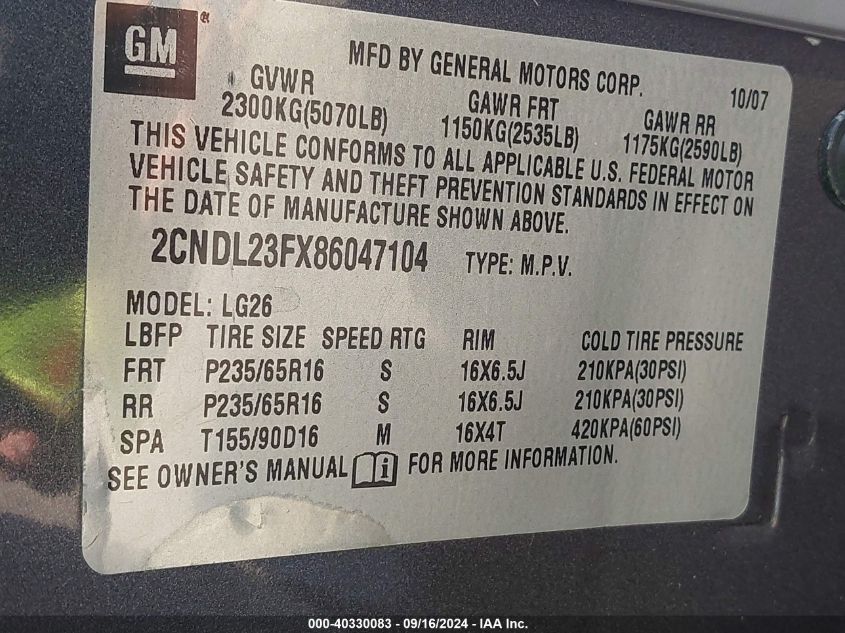 GM
MFD BY GENERAL MOTORS CORP.
10/07
GVWR
2300KG(5070LB)
GAWR FRT
1150KG(2535LB)
GAWR RR
1175KG(2590LB)
THIS VEHICLE CONFORMS TO ALL APPLICABLE U.S. FEDERAL MOTOR
VEHICLE SAFETY AND THEFT PREVENTION STANDARDS IN EFFECT ON
THE DATE OF MANUFACTURE SHOWN ABOVE.
2CNDL23FX86047104 TYPE: M.P.V.
MODEL: LG26
LBFP TIRE SIZE SPEED RTG RIM COLD TIRE PRESSURE
FRT P235/65R16 S 16X6.5J 210KPA(30PSI)
RR P235/65R16 S 16X6.5J 210KPA(30PSI)
SPA T155/90D16 M 16X4T 420KPA(60PSI)
SEE OWNER'S MANUAL i FOR MORE INFORMATION.
000-40330083 - 09/16/2024 - IAA Inc.